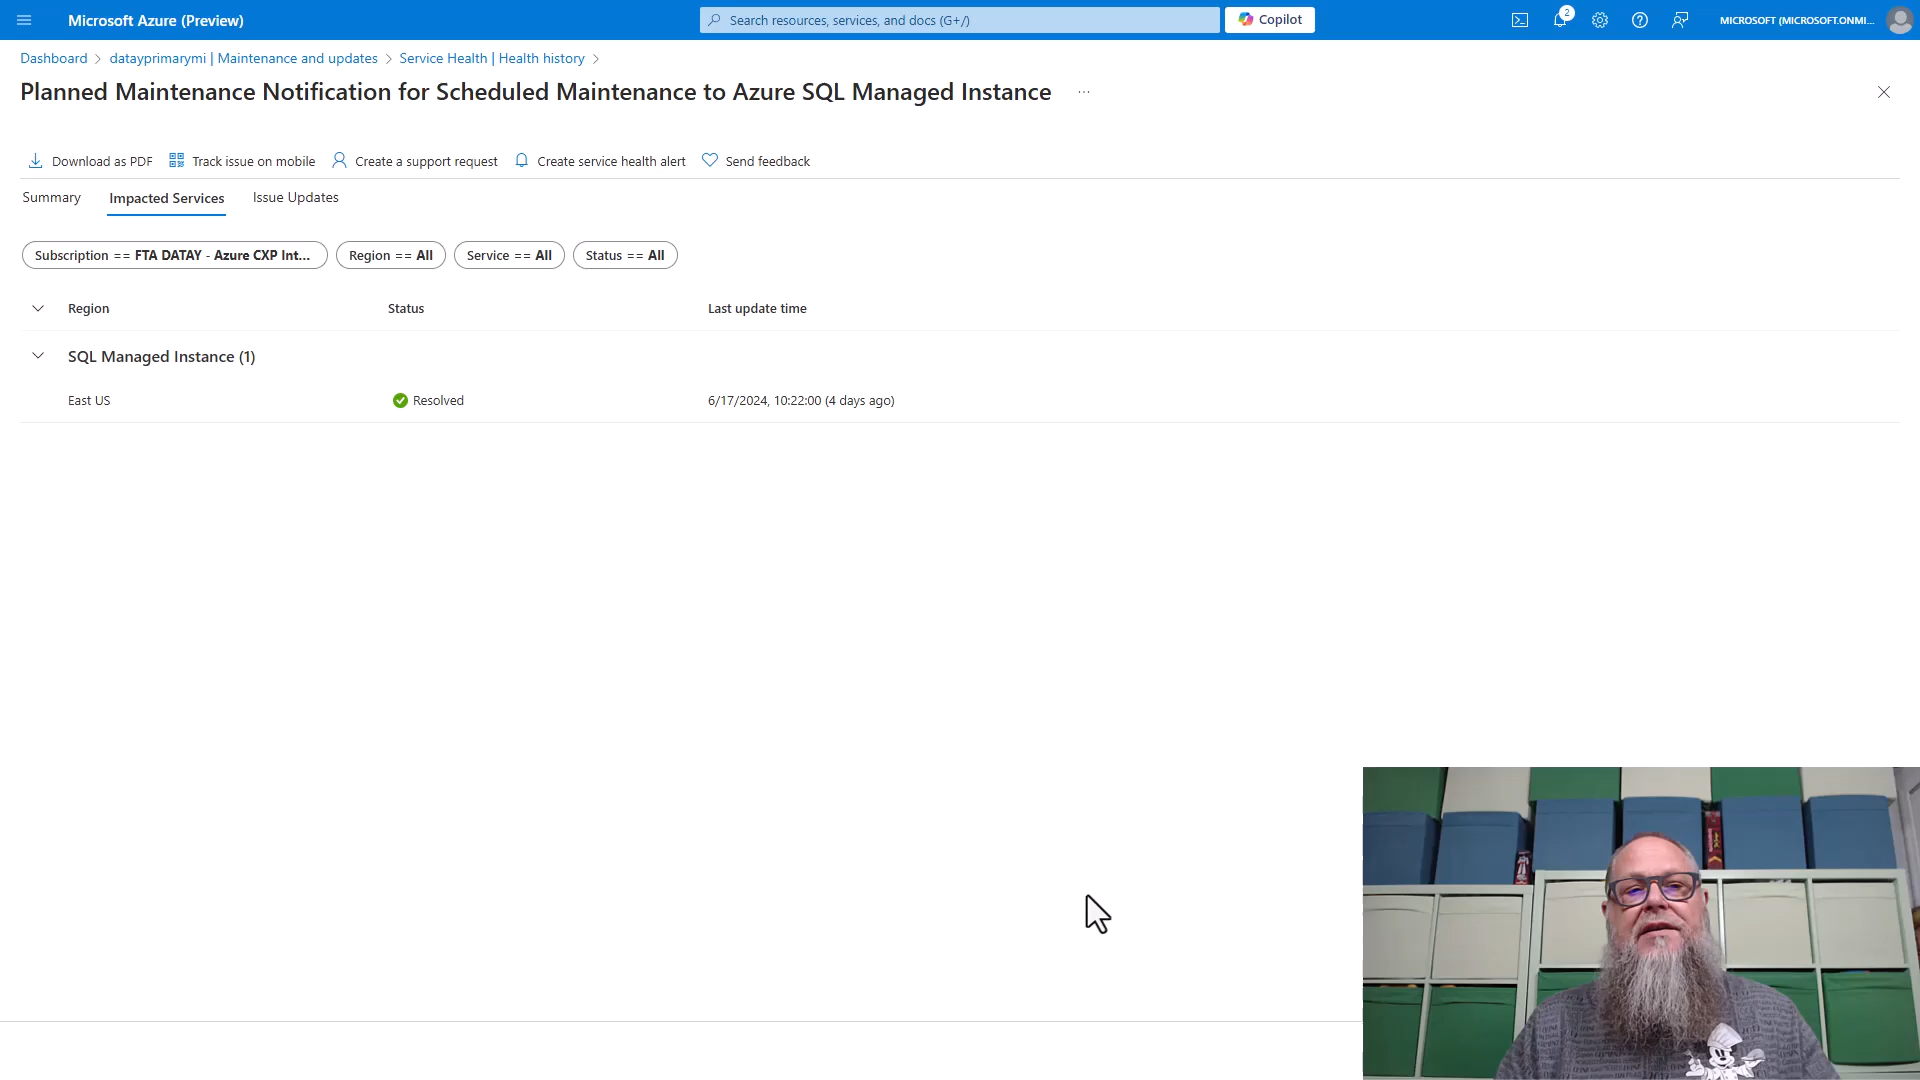 Microsoft Azure (Preview)
Search resources, services, and docs (G+/)
Copilot
2
MICROSOFT (MICROSOFT.ONMI...
Dashboard
datayprimarymi | Maintenance and updates
Service Health | Health history
Planned Maintenance Notification for Scheduled Maintenance to Azure SQL Managed Instance
...
Download as PDF
Track issue on mobile
Create a support request
Create service health alert
Send feedback
Summary
Impacted Services
Issue Updates
Subscription == FTA DATAY - Azure CXP Int...
Region == All
Service == All
Status == All
Region
Status
Last update time
SQL Managed Instance (1)
East US
Resolved
6/17/2024, 10:22:00 (4 days ago)